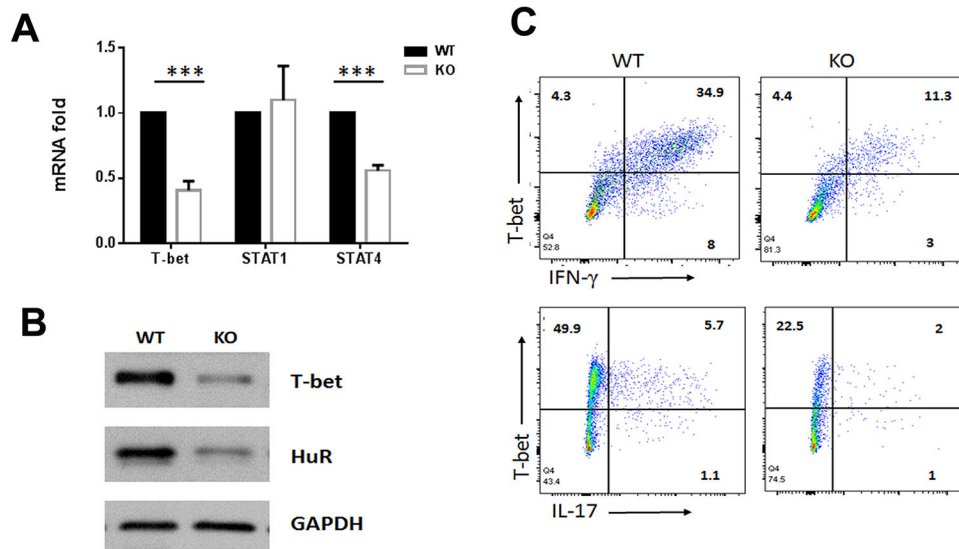 A
1.5
1.0
0.5
0.0
mRNA fold
WT
KO
***
***
T-bet
STAT1
STAT4
B
WT
KO
T-bet
HuR
GAPDH
C
WT
KO
4.3
34.9
Q4
52.8
8
4.4
11.3
Q4
81.3
3
T-bet
IFN-γ
49.9
5.7
Q4
43.4
1.1
22.5
2
Q4
74.5
1
T-bet
IL-17